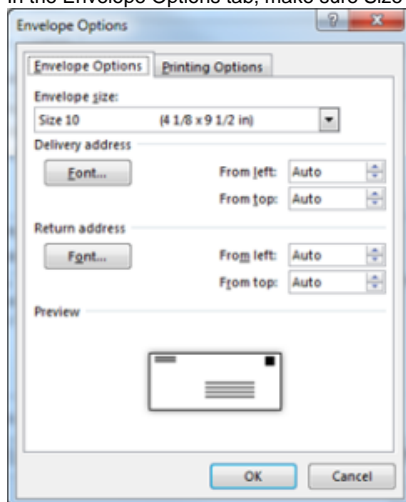 in the Envelope Options tab, make sure Size
Envelope Options
Envelope Options Printing Options
Envelope size:
Size 10 (4 1/8 x 9 1/2 in)
Delivery address
Font... From left: Auto
From top: Auto
Return address
Font... From left: Auto
From top: Auto
Preview
OK Cancel